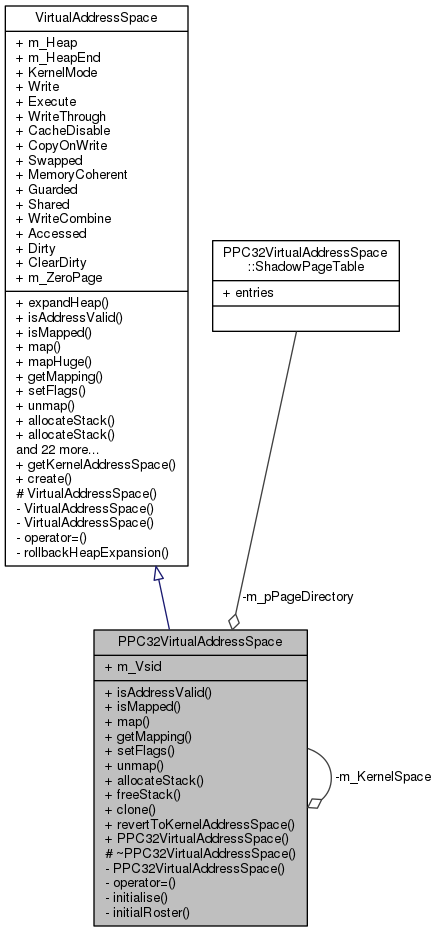 VirtualAddressSpace
+ m_Heap
+ m_HeapEnd
+ KernelMode
+ Write
+ Execute
+ WriteThrough
+ CacheDisable
+ CopyOnWrite
+ Swapped
+ MemoryCoherent
+ Guarded
+ Shared
+ WriteCombine
+ Accessed
+ Dirty
+ ClearDirty
+ m_ZeroPage
+ expandHeap()
+ isAddressValid()
+ isMapped()
+ map()
+ mapHuge()
+ getMapping()
+ setFlags()
+ unmap()
+ allocateStack()
+ allocateStack()
and 22 more...
+ getKernelAddressSpace()
+ create()
# VirtualAddressSpace()
- VirtualAddressSpace()
- VirtualAddressSpace()
- operator=()
- rollbackHeapExpansion()
PPC32VirtualAddressSpace
::ShadowPageTable
+ entries
-m_pPageDirectory
PPC32VirtualAddressSpace
+ m_Vsid
+ isAddressValid()
+ isMapped()
+ map()
+ getMapping()
+ setFlags()
+ unmap()
+ allocateStack()
+ freeStack()
+ clone()
+ revertToKernelAddressSpace()
+ PPC32VirtualAddressSpace()
# ~PPC32VirtualAddressSpace()
- PPC32VirtualAddressSpace()
- operator=()
- initialise()
- initialRoster()
-m_KernelSpace